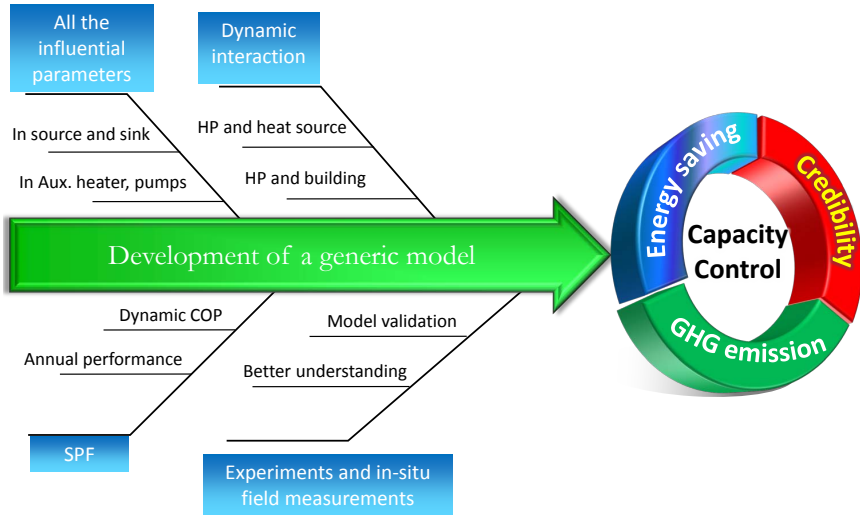 All the
influential
parameters
Dynamic
interaction
In source and sink
HP and heat source
In Aux. heater, pumps
HP and building
Development of a generic model
Energy saving
Credibility
Capacity
Control
GHG emission
Dynamic COP
Model validation
Annual performance
Better understanding
SPF
Experiments and in-situ
field measurements